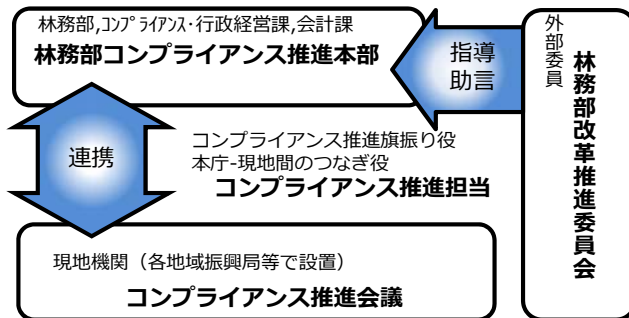 林務部,ｺﾝﾌﾟﾗｲｱﾝｽ・行政経営課,会計課
林務部コンプライアンス推進本部
指導
助言
外部委員
林務部改革推進委員会
連携
コンプライアンス推進旗振り役
本庁-現地間のつなぎ役
コンプライアンス推進担当
現地機関（各地域振興局等で設置）
コンプライアンス推進会議